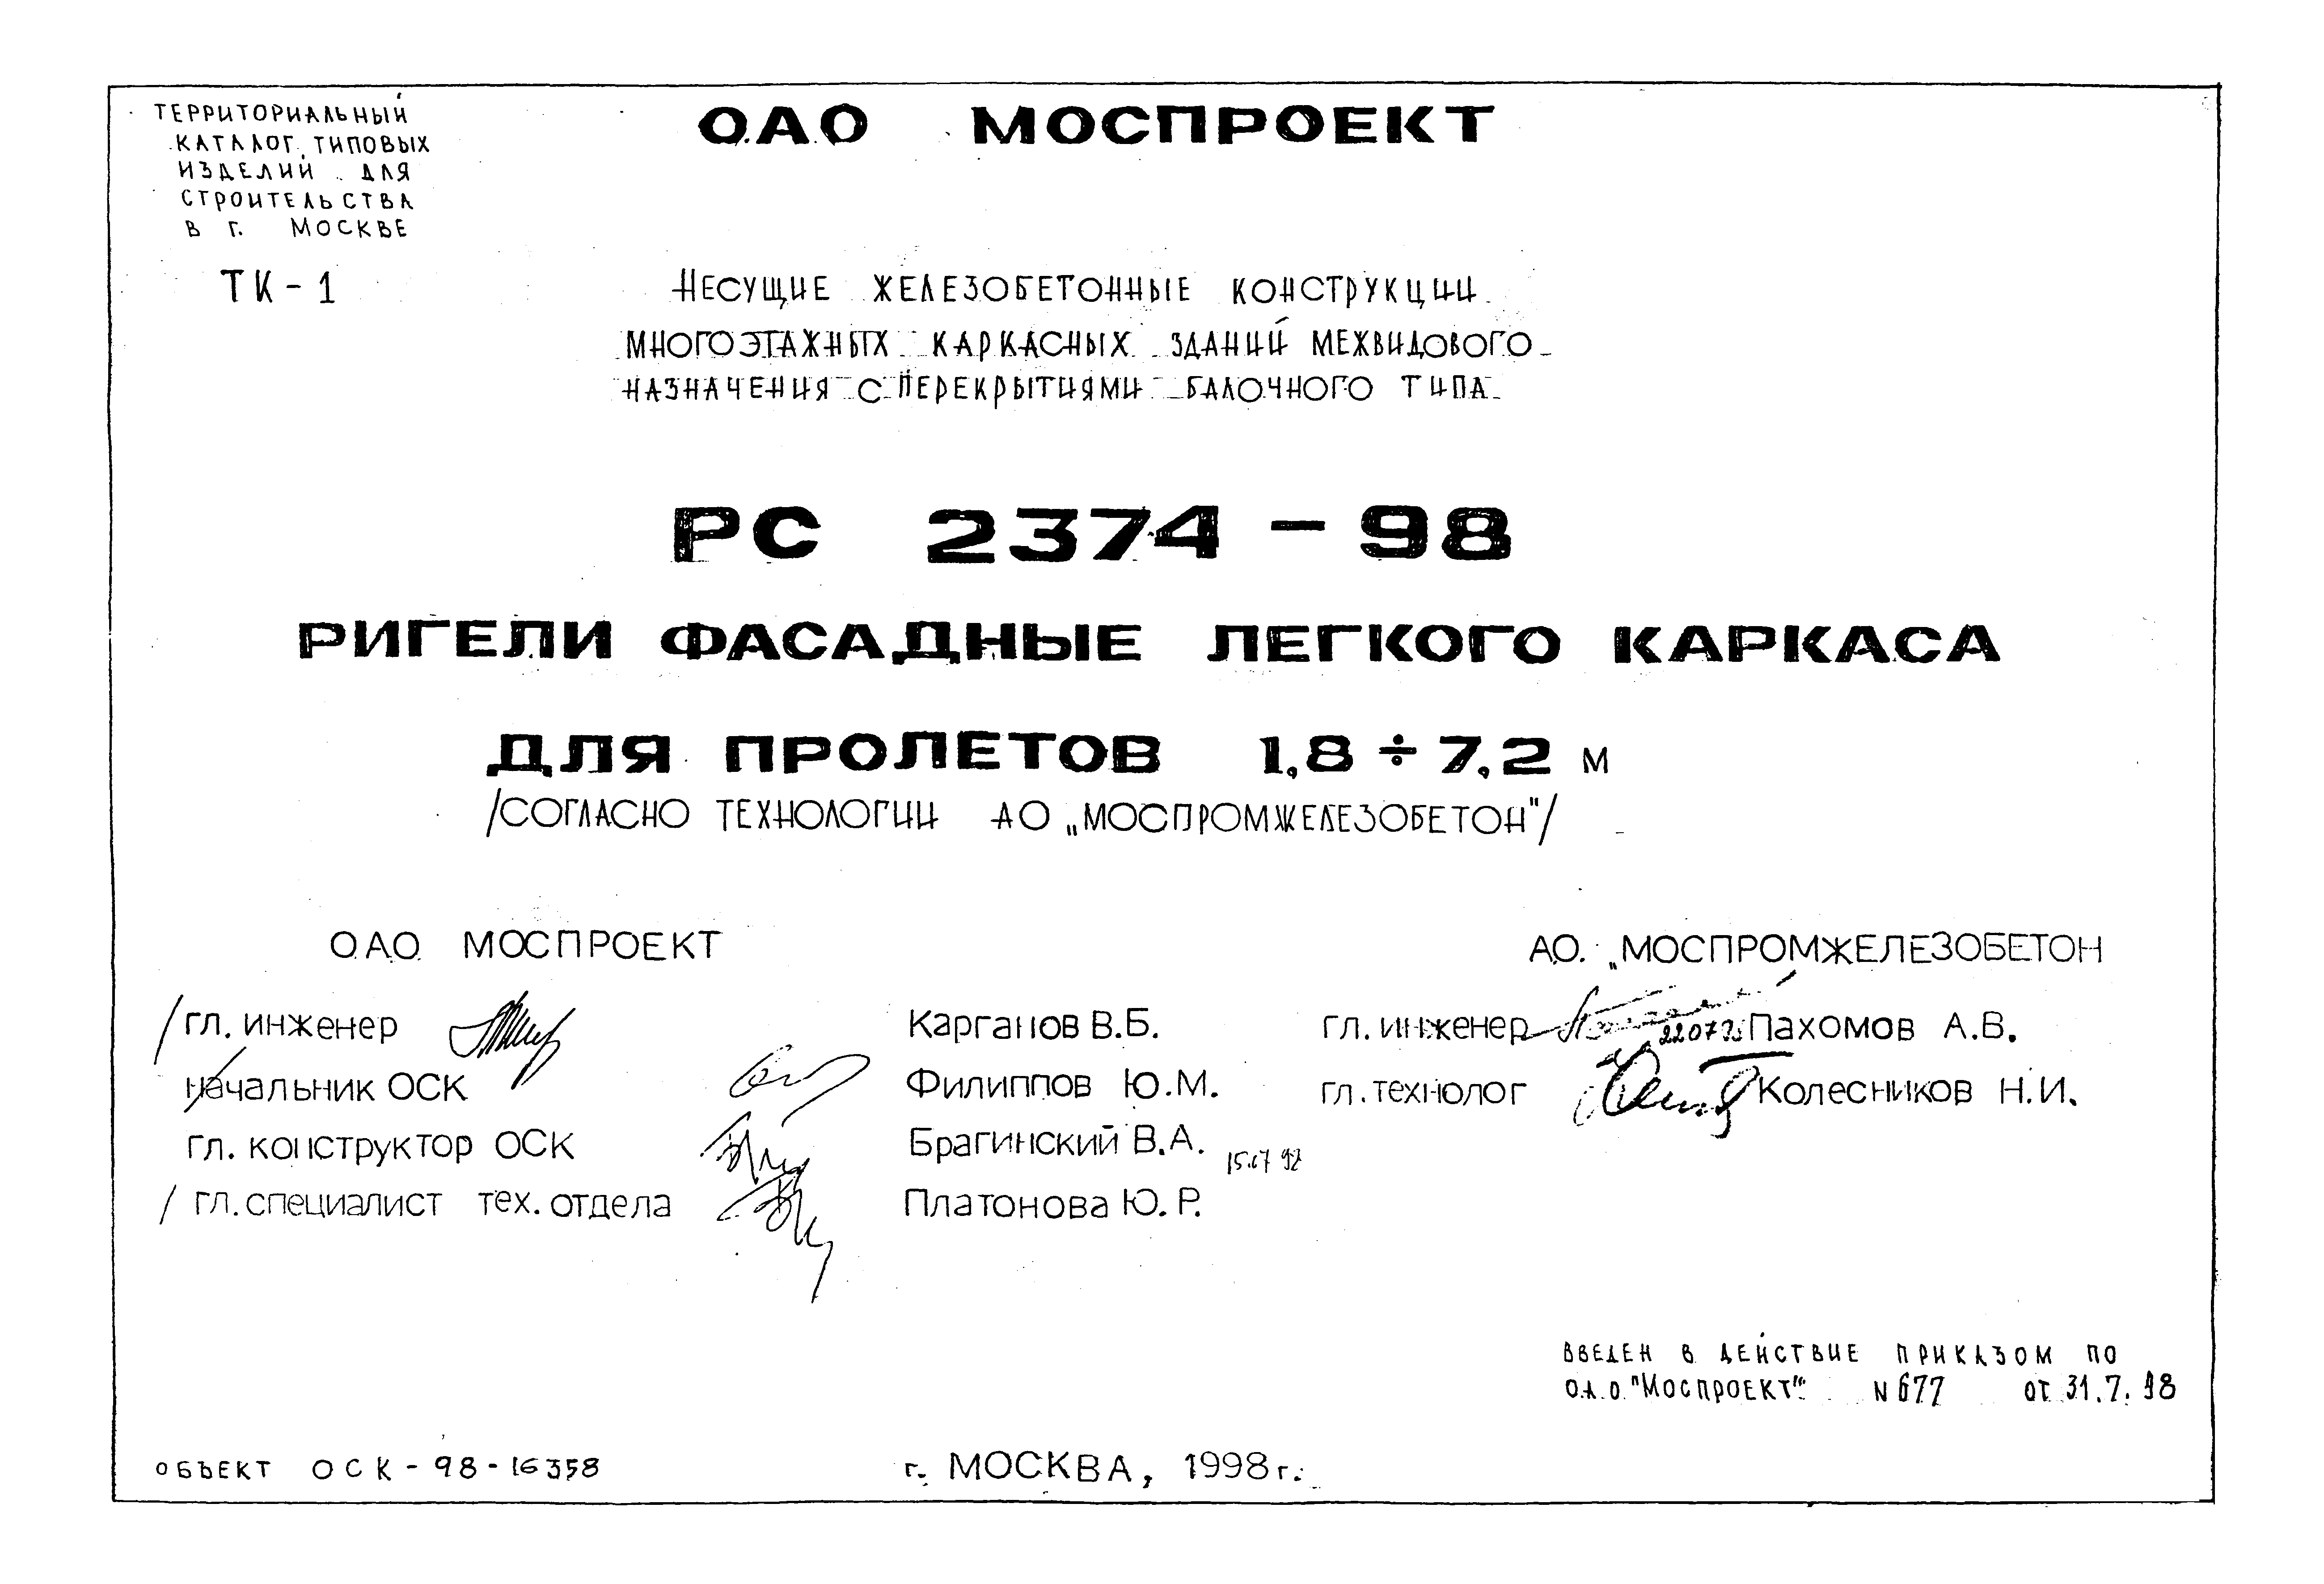 ТЕРРИТОРИАЛЬНЫЙ
КАТАЛОГ ТИПОВЫХ
ИЗДЕЛИЙ ДЛЯ
СТРОИТЕЛЬСТВА
В Г. МОСКВЕ
ТК-1
ОАО МОСПРОЕКТ
НЕСУЩИЕ ЖЕЛЕЗОБЕТОННЫЕ КОНСТРУКЦИИ
МНОГОЭТАЖНЫХ КАРКАСНЫХ ЗДАНИЙ МЕЖВИДОВОГО
НАЗНАЧЕНИЯ С ПЕРЕКРЫТИЯМИ БАЛОЧНОГО ТИПА
РС 2374-98
РИГЕЛИ ФАСАДНЫЕ ЛЕГКОГО КАРКАСА
ДЛЯ ПРОЛЕТОВ 1,8 ÷ 7,2 м
/СОГЛАСНО ТЕХНОЛОГИИ АО „МОСПРОМЖЕЛЕЗОБЕТОН"/
ОАО МОСПРОЕКТ
/гл. инженер Карганов В.Б.
начальник ОСК Филиппов Ю.М.
гл. конструктор ОСК Брагинский В.А.
/ гл. специалист тех. отдела Платонова Ю.Р.
А.О. „МОСПРОМЖЕЛЕЗОБЕТОН
гл. инженер Пахомов А.В.
гл. технолог Колесников Н.И.
ВВЕДЕН В ДЕЙСТВИЕ ПРИКАЗОМ ПО
О.А.О. "МОСПРОЕКТ" N 677 ОТ 31.7.98
ОБЪЕКТ ОСК-98-16358
г. МОСКВА, 1998 г.